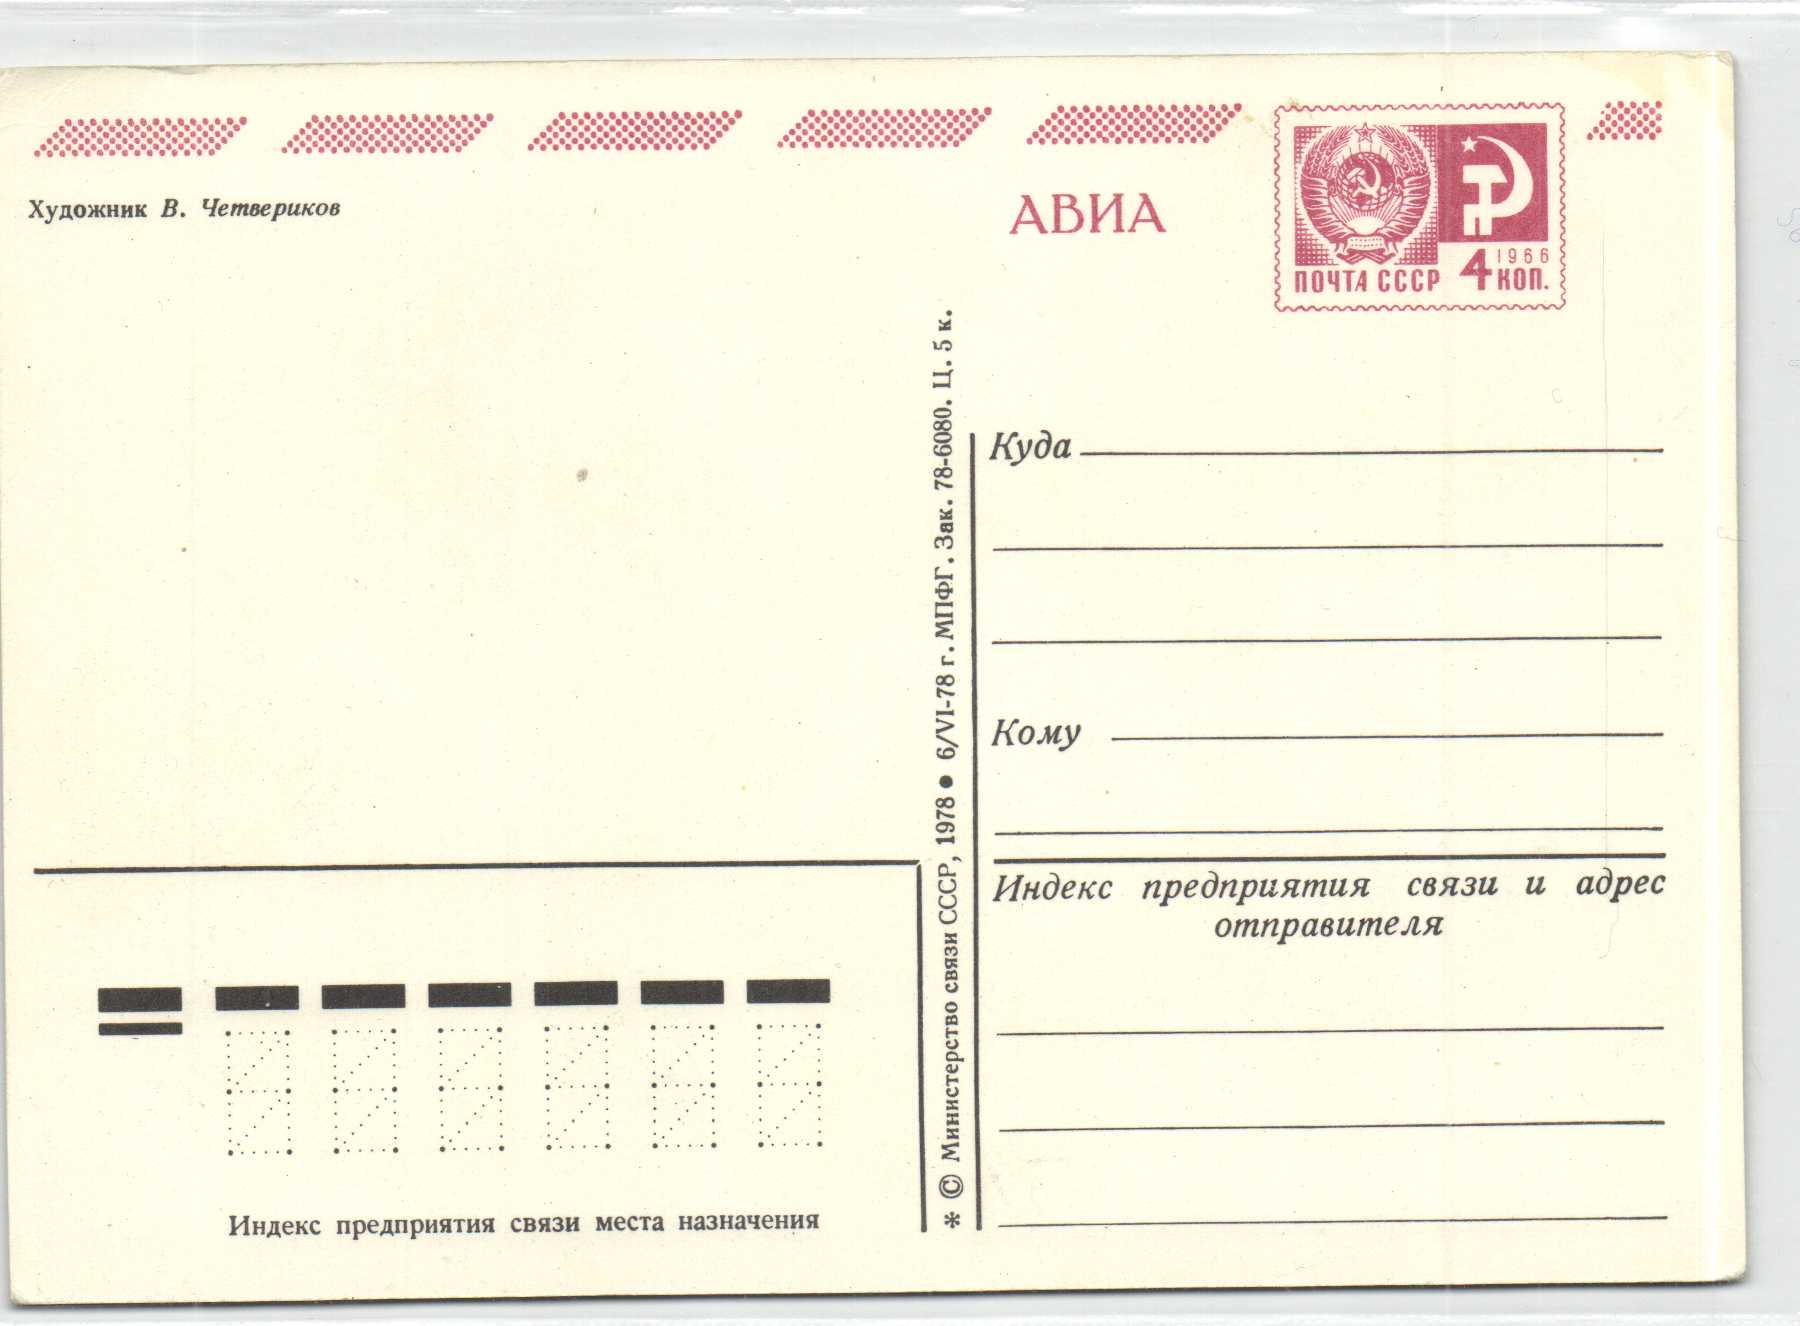 Художник В. Четвериков
АВИА
ПОЧТА СССР 4 1966 КОП.
* © Министерство связи СССР, 1978 ● 6/VI-78 г. МПФГ. Зак. 78-6080. Ц. 5 к.
Куда
Кому
Индекс предприятия связи и адрес
отправителя
Индекс предприятия связи места назначения